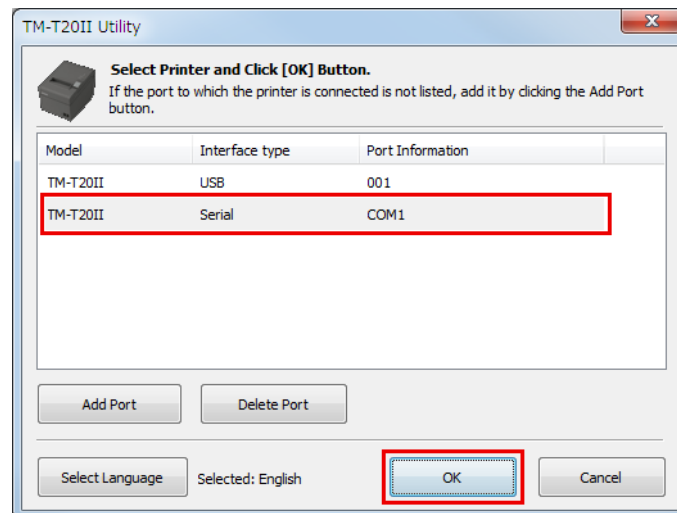 TM-T20II Utility
Select Printer and Click [OK] Button.
If the port to which the printer is connected is not listed, add it by clicking the Add Port
button.
Model Interface type Port Information
TM-T20II USB 001
TM-T20II Serial COM1
Add Port Delete Port
Select Language Selected: English OK Cancel